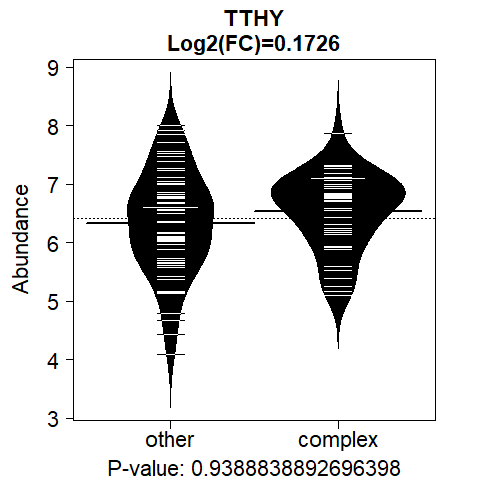 TTHY
Log2(FC)=0.1726
9
8
7
6
5
4
3
Abundance
other complex
P-value: 0.9388838892696398